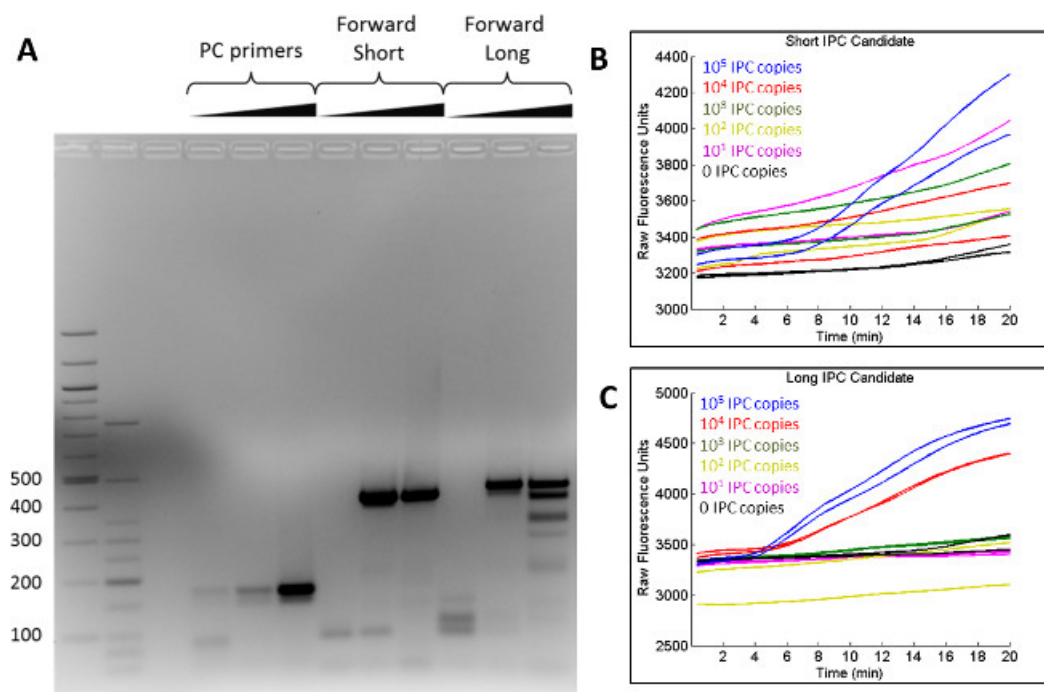 A
PC primers
Forward
Short
Forward
Long
500
400
300
200
100
B
Short IPC Candidate
10⁵ IPC copies
10⁴ IPC copies
10³ IPC copies
10² IPC copies
10¹ IPC copies
0 IPC copies
Raw Fluorescence Units
4400
4200
4000
3800
3600
3400
3200
3000
2 4 6 8 10 12 14 16 18 20
Time (min)
C
Long IPC Candidate
10⁵ IPC copies
10⁴ IPC copies
10³ IPC copies
10² IPC copies
10¹ IPC copies
0 IPC copies
Raw Fluorescence Units
5000
4500
4000
3500
3000
2500
2 4 6 8 10 12 14 16 18 20
Time (min)